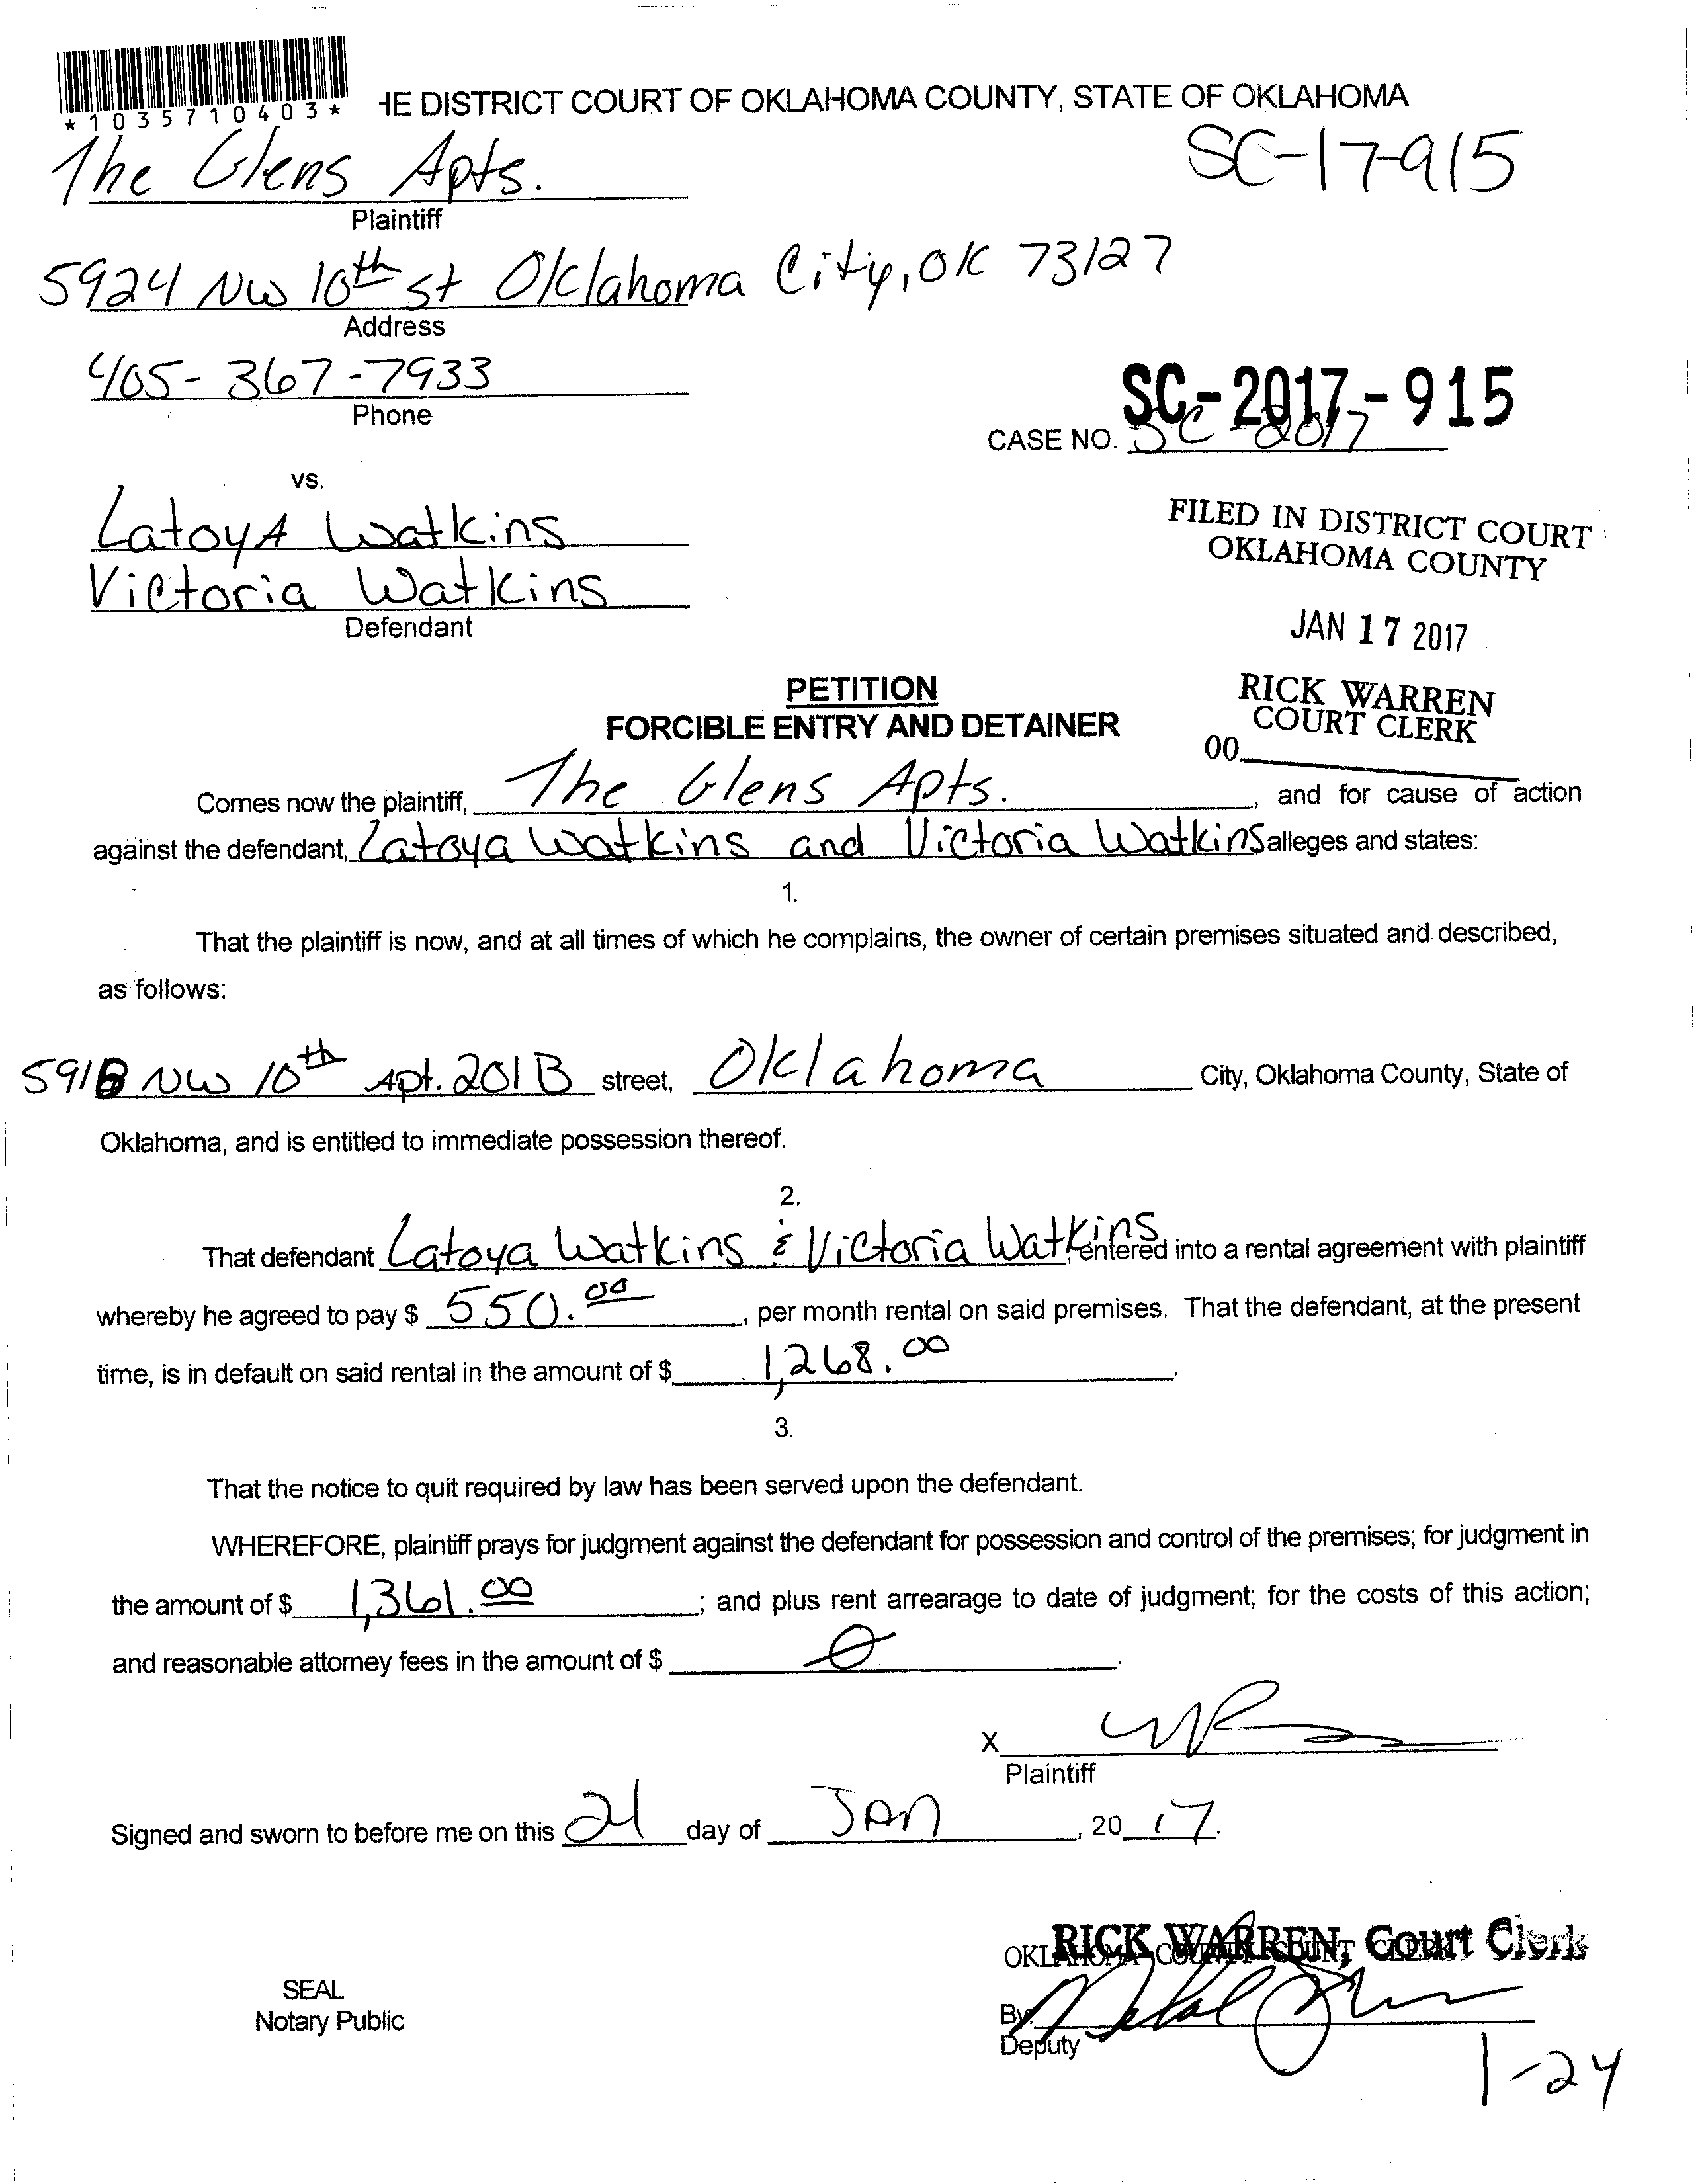 *1035710403*
HE DISTRICT COURT OF OKLAHOMA COUNTY, STATE OF OKLAHOMA
The Glens Apts.
SC-17-915
Plaintiff
5924 NW 10th st Oklahoma City, OK 73127
Address
405-367-7933
Phone
SC-2017-915
CASE NO. SC-2017
vs.
LatoyA Watkins
Victoria Watkins
Defendant
FILED IN DISTRICT COURT
OKLAHOMA COUNTY
JAN 17 2017
RICK WARREN
COURT CLERK
00
PETITION
FORCIBLE ENTRY AND DETAINER
Comes now the plaintiff, The Glens Apts. , and for cause of action
against the defendant, Latoya Watkins and Victoria Watkins alleges and states:
1.
That the plaintiff is now, and at all times of which he complains, the owner of certain premises situated and described,
as follows:
5918 NW 10th Apt. 201B street, Oklahoma City, Oklahoma County, State of
Oklahoma, and is entitled to immediate possession thereof.
2.
That defendant Latoya Watkins & Victoria Watkins, entered into a rental agreement with plaintiff
whereby he agreed to pay $ 550.00 , per month rental on said premises. That the defendant, at the present
time, is in default on said rental in the amount of $ 1,268.00 .
3.
That the notice to quit required by law has been served upon the defendant.
WHEREFORE, plaintiff prays for judgment against the defendant for possession and control of the premises; for judgment in
the amount of $ 1,361.00 ; and plus rent arrearage to date of judgment; for the costs of this action;
and reasonable attorney fees in the amount of $ 0 .
X
Plaintiff
Signed and sworn to before me on this 21 day of JAN , 20 17.
RICK WARREN, Court Clerk
OKLAHOMA COUNTY COURT CLERK
SEAL
Notary Public
By
Deputy
1-24